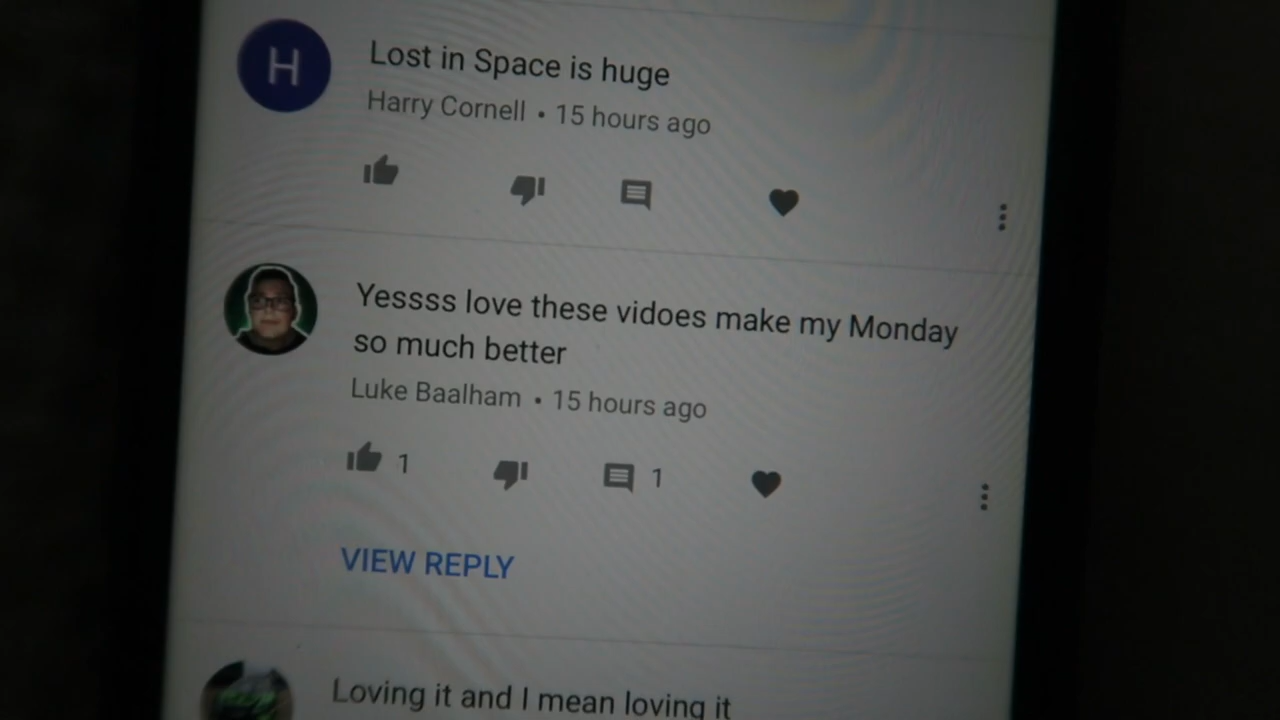 H
Lost in Space is huge
Harry Cornell • 15 hours ago
Yessss love these vidoes make my Monday
so much better
Luke Baalham • 15 hours ago
1
1
VIEW REPLY
Loving it and I mean loving it